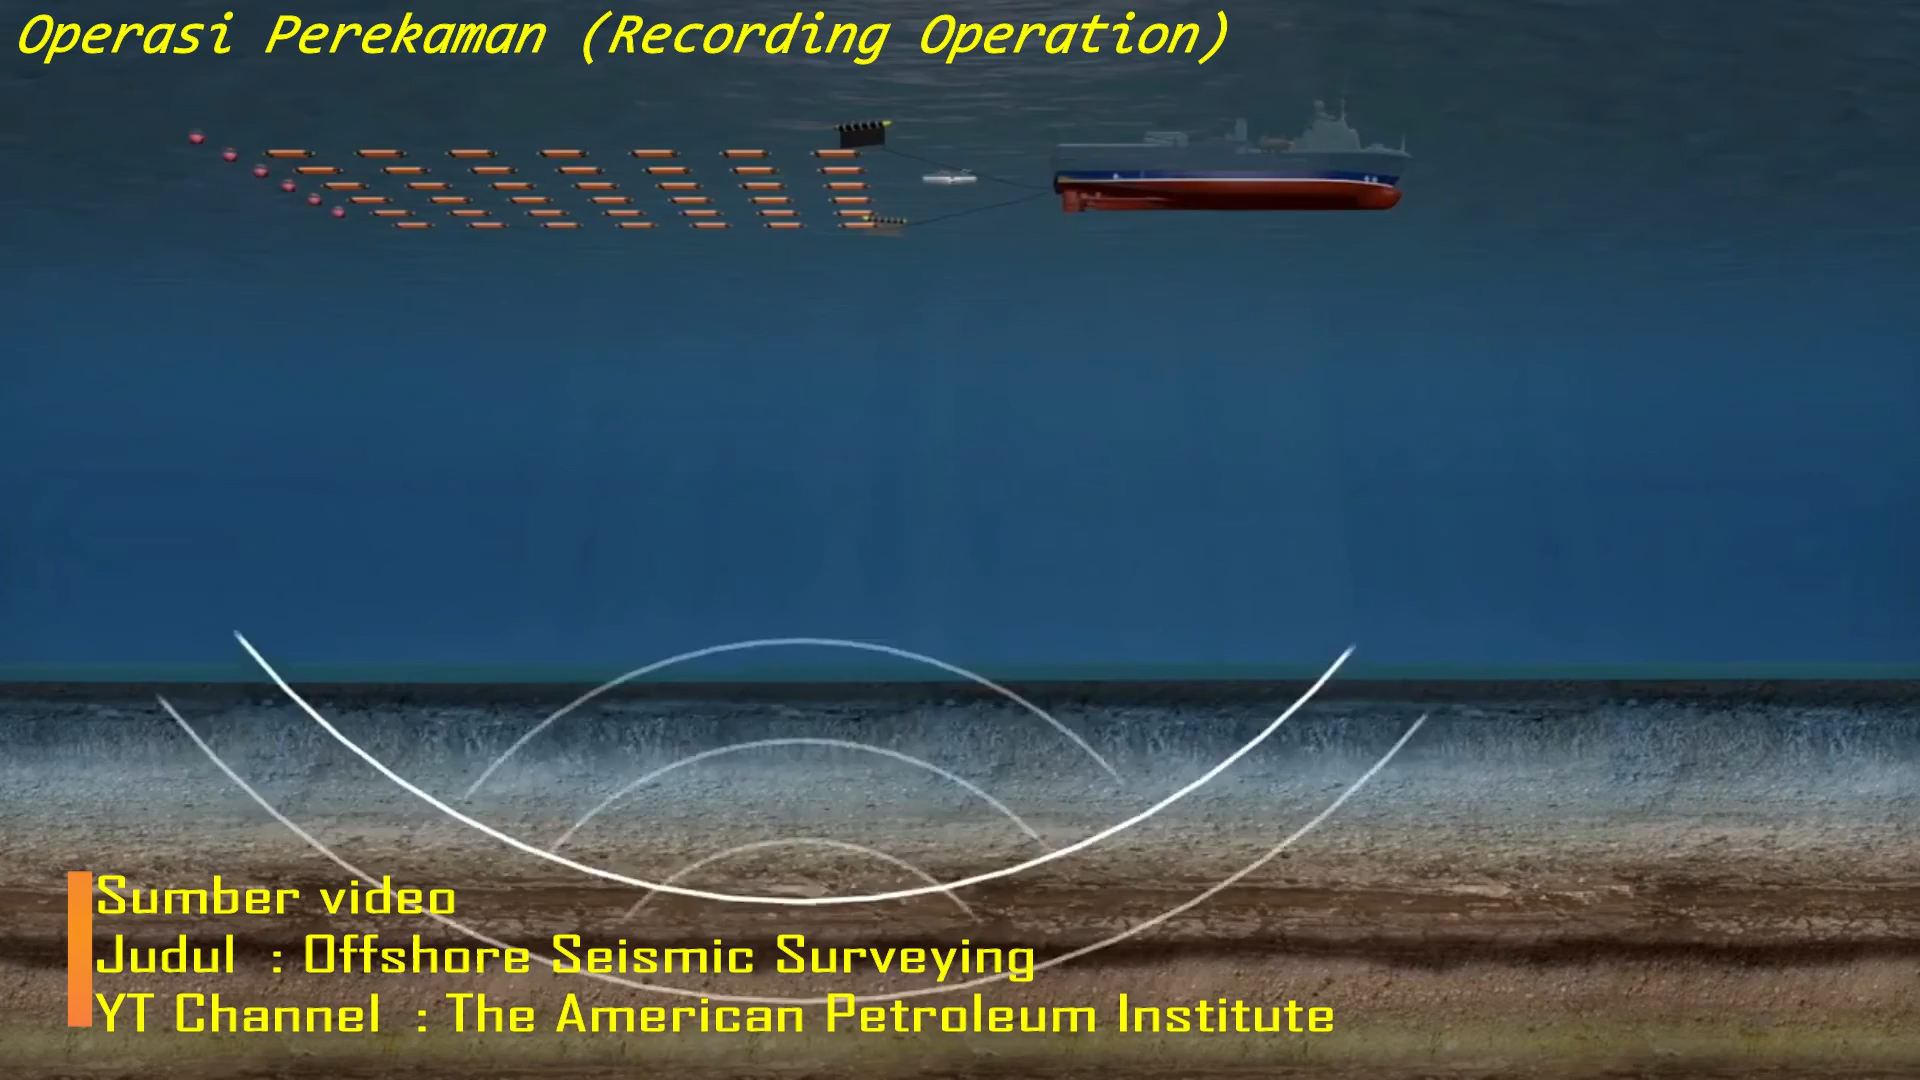 Operasi Perekaman (Recording Operation)
Sumber video
Judul : Offshore Seismic Surveying
YT Channel : The American Petroleum Institute